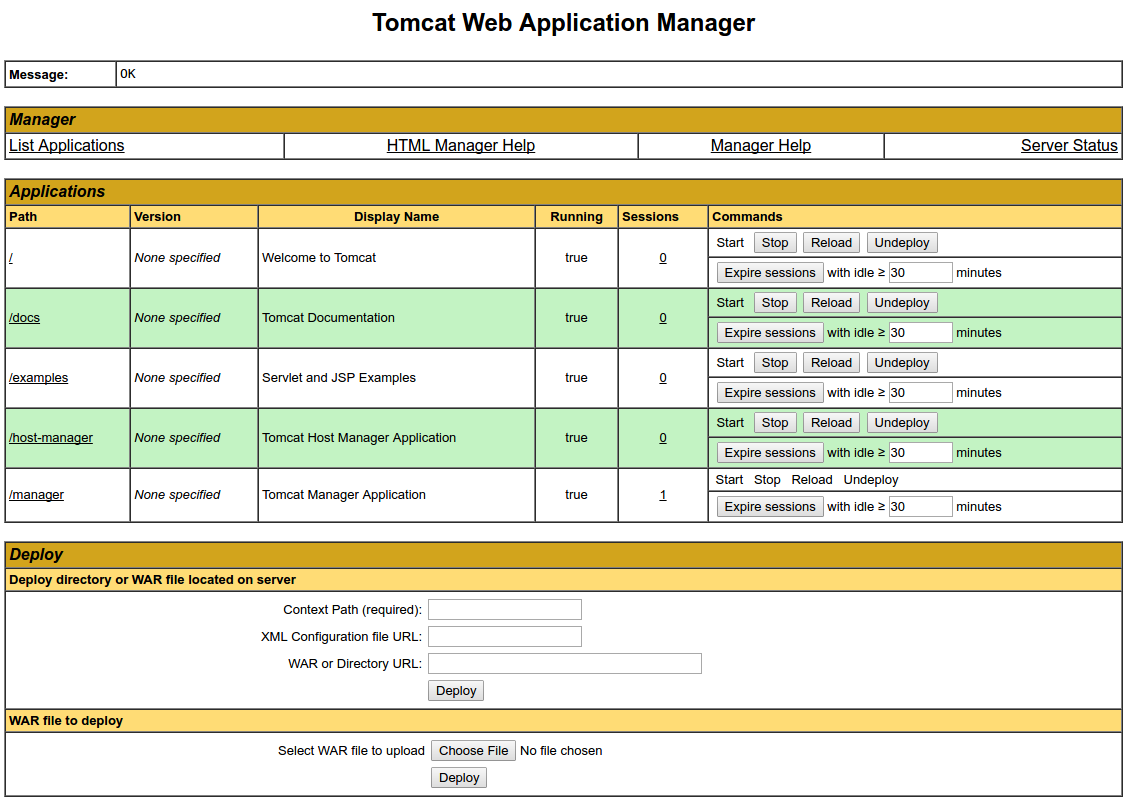 Tomcat Web Application Manager
Message: OK
Manager
List Applications HTML Manager Help Manager Help Server Status
Applications
Path Version Display Name Running Sessions Commands
/ None specified Welcome to Tomcat true 0 Start Stop Reload Undeploy
Expire sessions with idle ≥ 30 minutes
/docs None specified Tomcat Documentation true 0 Start Stop Reload Undeploy
Expire sessions with idle ≥ 30 minutes
/examples None specified Servlet and JSP Examples true 0 Start Stop Reload Undeploy
Expire sessions with idle ≥ 30 minutes
/host-manager None specified Tomcat Host Manager Application true 0 Start Stop Reload Undeploy
Expire sessions with idle ≥ 30 minutes
/manager None specified Tomcat Manager Application true 1 Start Stop Reload Undeploy
Expire sessions with idle ≥ 30 minutes
Deploy
Deploy directory or WAR file located on server
Context Path (required):
XML Configuration file URL:
WAR or Directory URL:
Deploy
WAR file to deploy
Select WAR file to upload Choose File No file chosen
Deploy